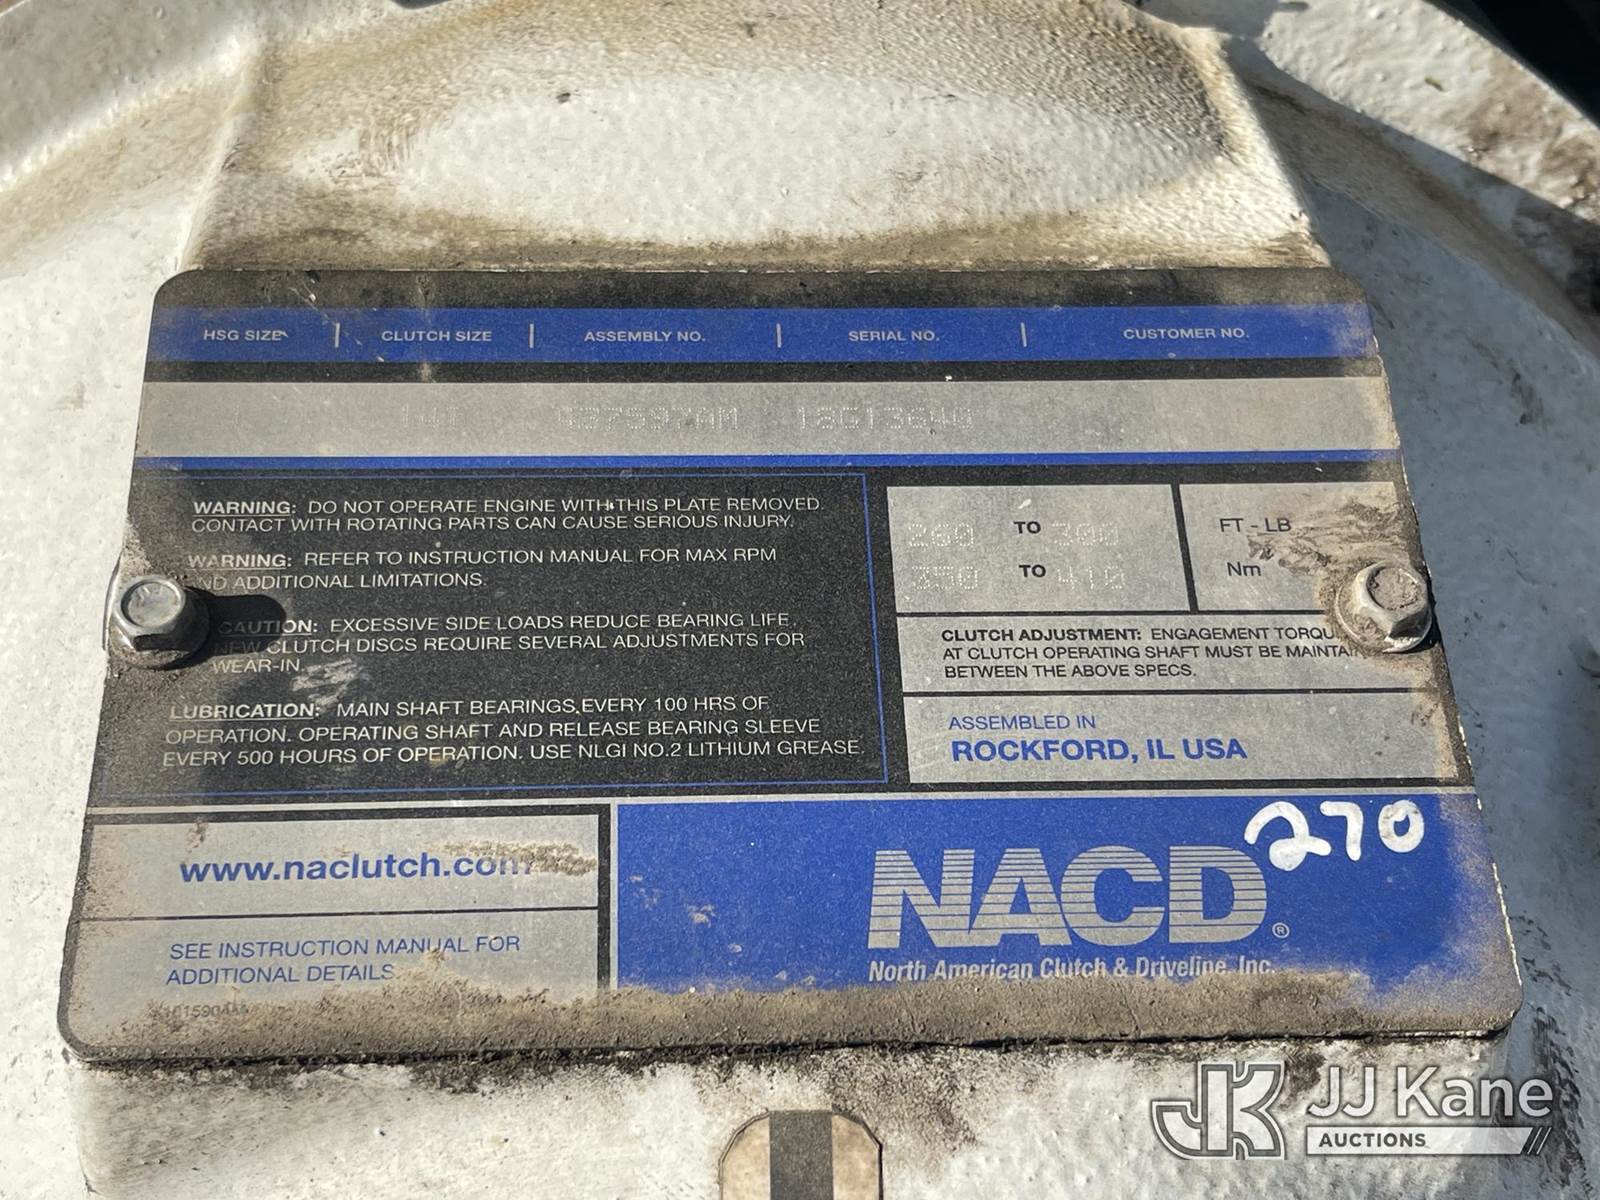 HSG SIZE | CLUTCH SIZE | ASSEMBLY NO. | SERIAL NO. | CUSTOMER NO.
437597AM 18G13640
WARNING: DO NOT OPERATE ENGINE WITH THIS PLATE REMOVED
CONTACT WITH ROTATING PARTS CAN CAUSE SERIOUS INJURY.
WARNING: REFER TO INSTRUCTION MANUAL FOR MAX RPM
AND ADDITIONAL LIMITATIONS.
CAUTION: EXCESSIVE SIDE LOADS REDUCE BEARING LIFE.
NEW CLUTCH DISCS REQUIRE SEVERAL ADJUSTMENTS FOR
WEAR-IN.
LUBRICATION: MAIN SHAFT BEARINGS EVERY 100 HRS OF
OPERATION. OPERATING SHAFT AND RELEASE BEARING SLEEVE
EVERY 500 HOURS OF OPERATION. USE NLGI NO.2 LITHIUM GREASE.
260 TO 300 FT - LB
350 TO 410 Nm
CLUTCH ADJUSTMENT: ENGAGEMENT TORQU
AT CLUTCH OPERATING SHAFT MUST BE MAINTAIN
BETWEEN THE ABOVE SPECS.
ASSEMBLED IN
ROCKFORD, IL USA
www.naclutch.com
SEE INSTRUCTION MANUAL FOR
ADDITIONAL DETAILS.
270
NACD®
North American Clutch & Driveline, Inc.
JK JJ Kane
AUCTIONS